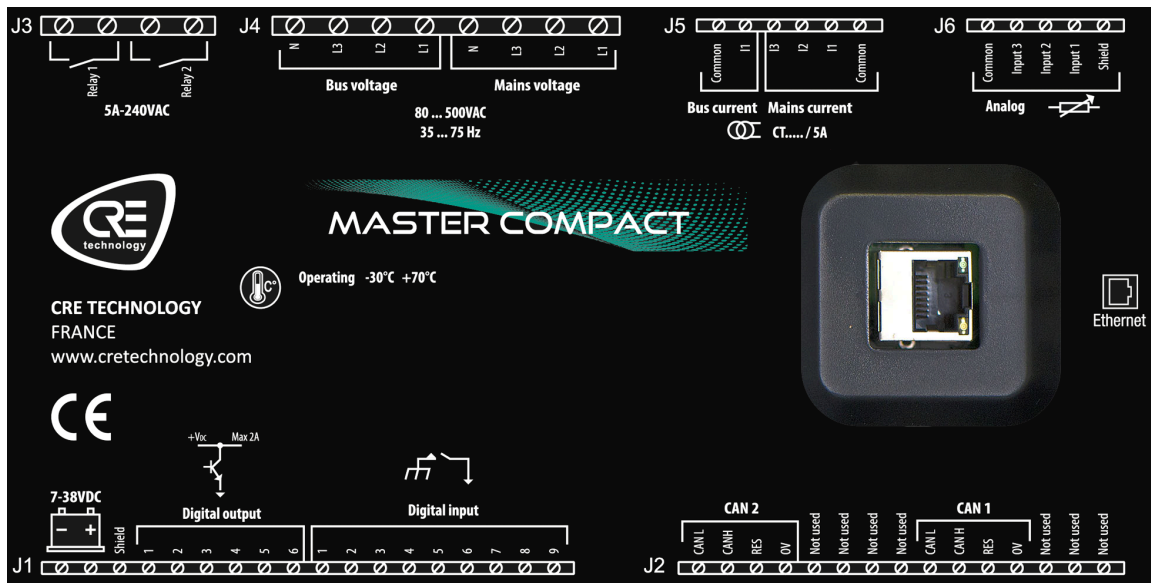 J3
Relay 1
Relay 2
5A-240VAC
J4
N L3 L2 L1 N L3 L2 L1
Bus voltage Mains voltage
80 ... 500VAC
35 ... 75 Hz
J5
Common I1 I3 I2 I1 Common
Bus current Mains current
CT..... / 5A
J6
Common Input 3 Input 2 Input 1 Shield
Analog
CRE
technology
MASTER COMPACT
C°
Operating -30°C +70°C
CRE TECHNOLOGY
FRANCE
www.cretechnology.com
Ethernet
CE
+VDC Max 2A
7-38VDC
- +
Digital output
Digital input
Shield 1 2 3 4 5 6 1 2 3 4 5 6 7 8 9
J1
CAN 2 CAN 1
CAN L CANH RES 0V Not used Not used Not used Not used CAN L CAN H RES 0V Not used Not used Not used
J2